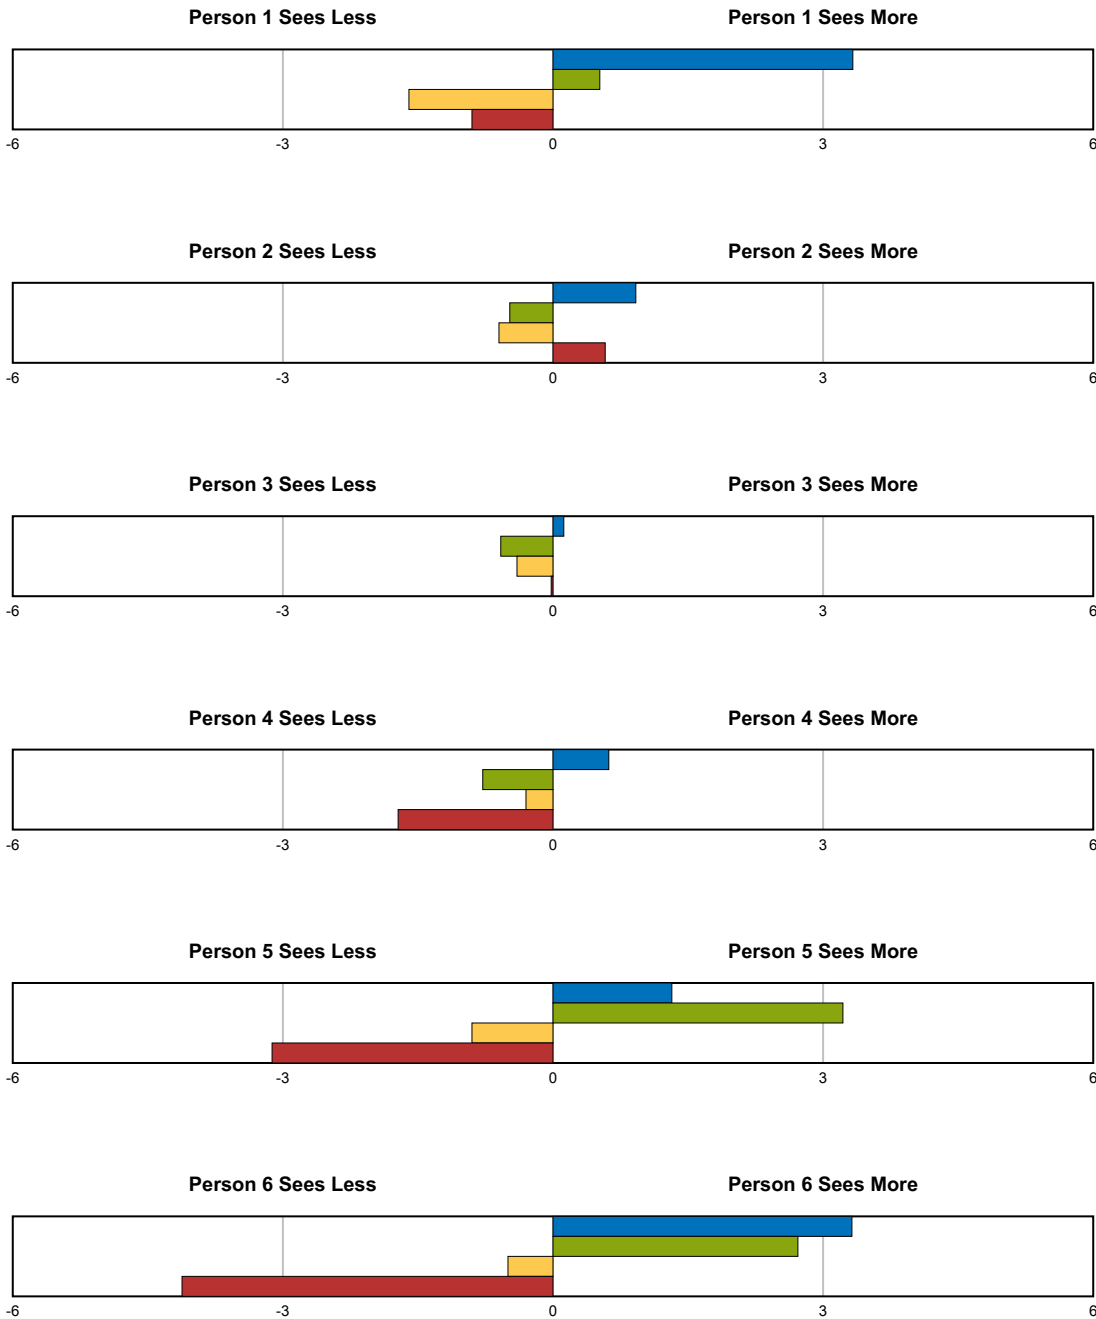 Person 1 Sees Less Person 1 Sees More
-6 -3 0 3 6
Person 2 Sees Less Person 2 Sees More
-6 -3 0 3 6
Person 3 Sees Less Person 3 Sees More
-6 -3 0 3 6
Person 4 Sees Less Person 4 Sees More
-6 -3 0 3 6
Person 5 Sees Less Person 5 Sees More
-6 -3 0 3 6
Person 6 Sees Less Person 6 Sees More
-6 -3 0 3 6